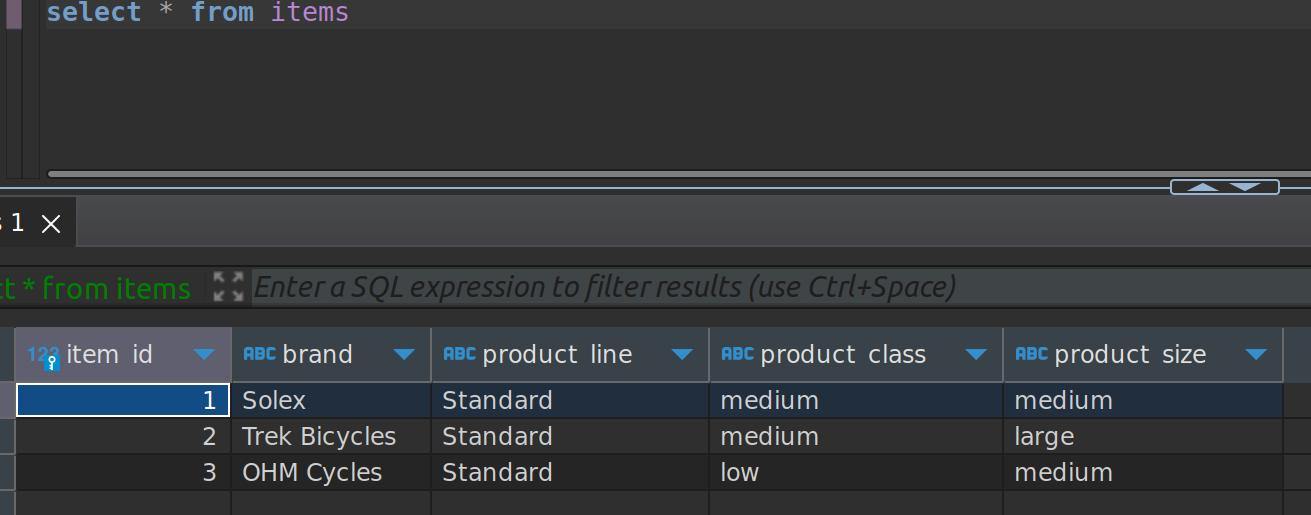 select * from items
s 1
ct * from items Enter a SQL expression to filter results (use Ctrl+Space)
123 item_id ABC brand ABC product_line ABC product_class ABC product_size
1 Solex Standard medium medium
2 Trek Bicycles Standard medium large
3 OHM Cycles Standard low medium